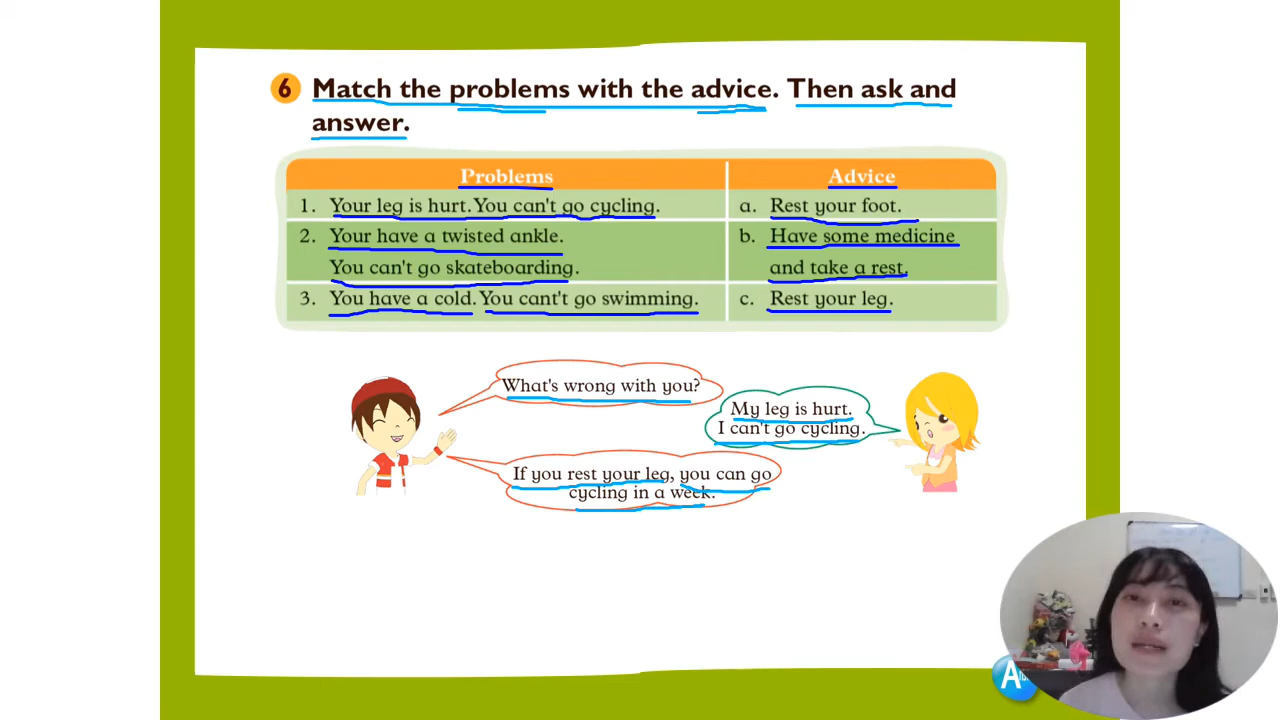 6 Match the problems with the advice. Then ask and
answer.
Problems
Advice
1. Your leg is hurt. You can't go cycling.
a. Rest your foot.
2. Your have a twisted ankle.
You can't go skateboarding.
b. Have some medicine
and take a rest.
3. You have a cold. You cant't go swimming.
c. Rest your leg.
What's wrong with you?
My leg is hurt.
I can't go cycling.
If you rest your leg, you can go
cycling in a week.